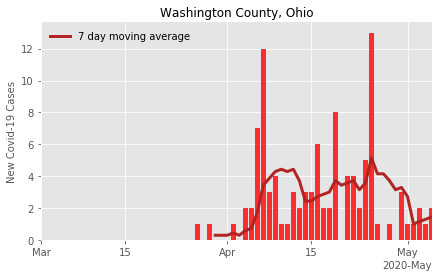 Washington County, Ohio
7 day moving average
New Covid-19 Cases
12
10
8
6
4
2
0
Mar
15
Apr
15
May
2020-May